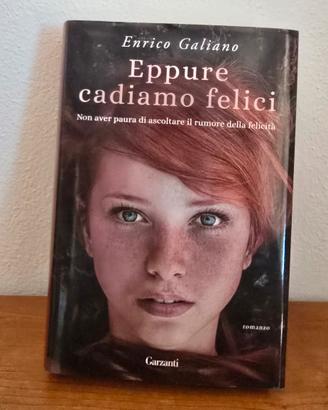 Enrico Galiano
Eppure
cadiamo felici
Non aver paura di ascoltare il rumore della felicità
romanzo
Garzanti